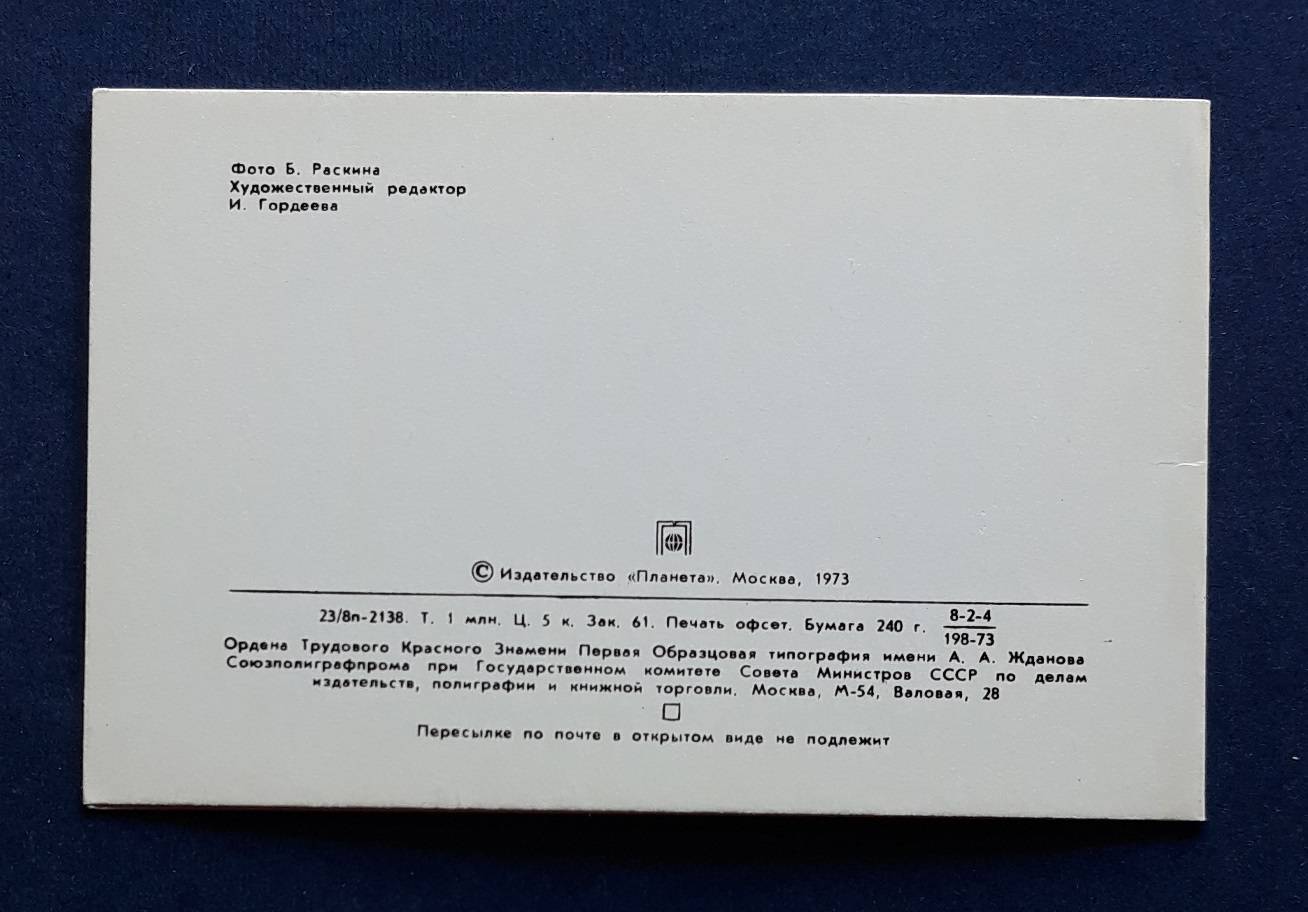 Фото Б. Раскина
Художественный редактор
И. Гордеева
© Издательство «Планета». Москва, 1973
23/8п-2138. Т. 1 млн. Ц. 5 к. Зак. 61. Печать офсет. Бумага 240 г. 8-2-4
198-73
Ордена Трудового Красного Знамени Первая Образцовая типография имени А. А. Жданова
Союзполиграфпрома при Государственном комитете Совета Министров СССР по делам
издательств, полиграфии и книжной торговли. Москва, М-54, Валовая, 28
Пересылке по почте в открытом виде не подлежит